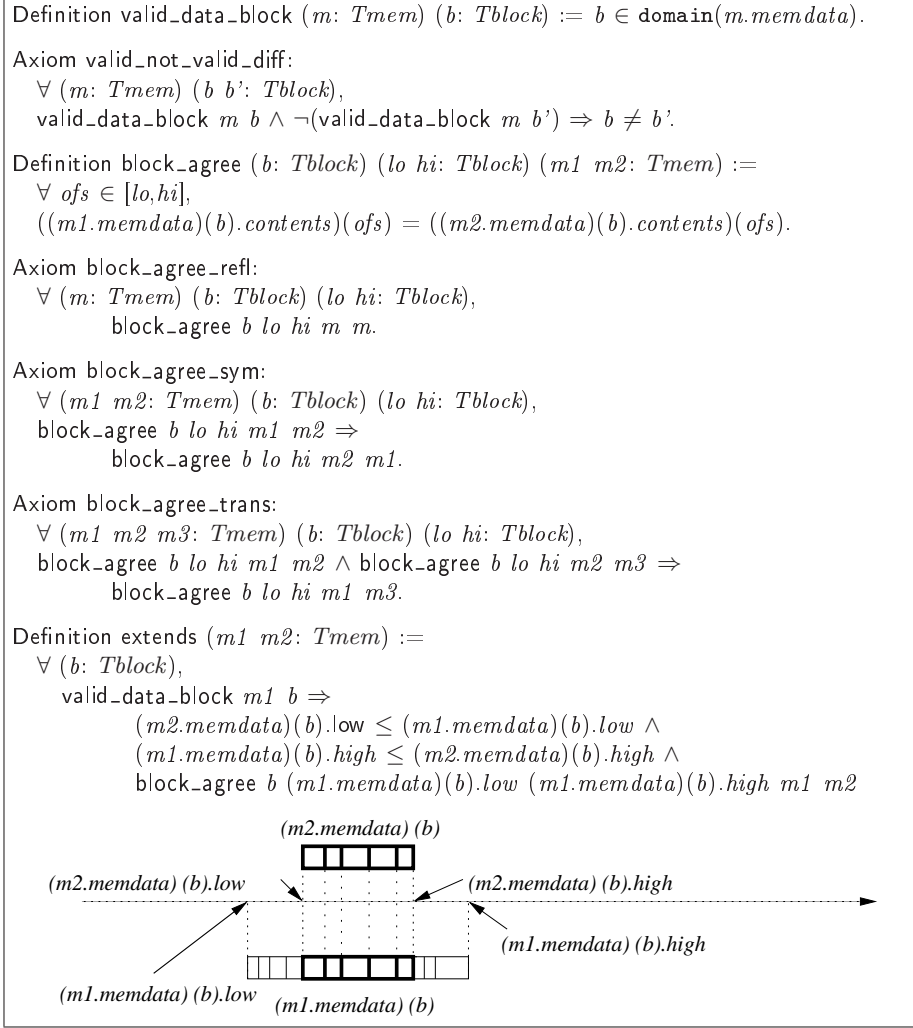 Definition valid_data_block (m: Tmem) (b: Tblock) := b ∈ domain(m.memdata).
Axiom valid_not_valid_diff:
∀ (m: Tmem) (b b': Tblock),
valid_data_block m b ∧ ¬(valid_data_block m b') ⇒ b ≠ b'.
Definition block_agree (b: Tblock) (lo hi: Tblock) (m1 m2: Tmem) :=
∀ ofs ∈ [lo,hi],
((m1.memdata)(b).contents)(ofs) = ((m2.memdata)(b).contents)(ofs).
Axiom block_agree_refl:
∀ (m: Tmem) (b: Tblock) (lo hi: Tblock),
block_agree b lo hi m m.
Axiom block_agree_sym:
∀ (m1 m2: Tmem) (b: Tblock) (lo hi: Tblock),
block_agree b lo hi m1 m2 ⇒
block_agree b lo hi m2 m1.
Axiom block_agree_trans:
∀ (m1 m2 m3: Tmem) (b: Tblock) (lo hi: Tblock),
block_agree b lo hi m1 m2 ∧ block_agree b lo hi m2 m3 ⇒
block_agree b lo hi m1 m3.
Definition extends (m1 m2: Tmem) :=
∀ (b: Tblock),
valid_data_block m1 b ⇒
(m2.memdata)(b).low ≤ (m1.memdata)(b).low ∧
(m1.memdata)(b).high ≤ (m2.memdata)(b).high ∧
block_agree b (m1.memdata)(b).low (m1.memdata)(b).high m1 m2
(m2.memdata) (b)
(m2.memdata) (b).low
(m2.memdata) (b).high
(m1.memdata) (b).high
(m1.memdata) (b).low
(m1.memdata) (b)